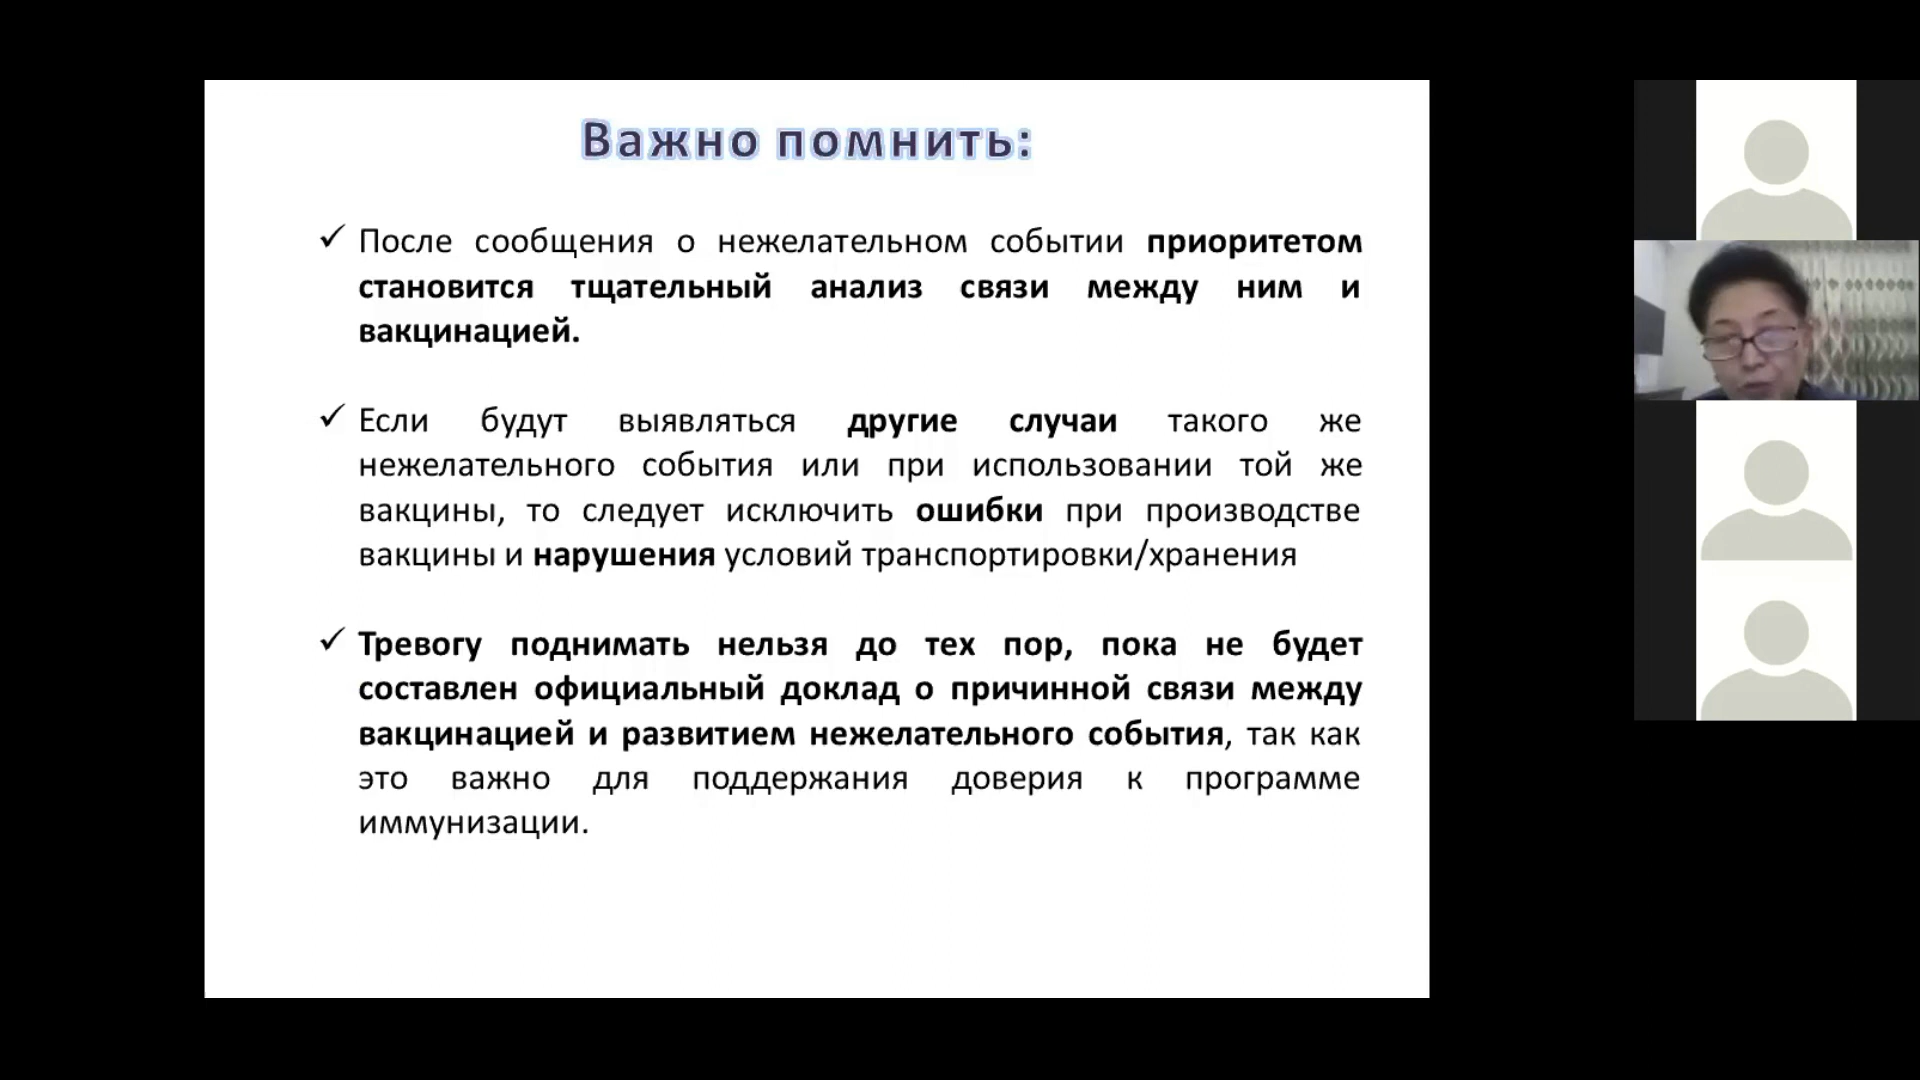 Важно помнить:
✓ После сообщения о нежелательном событии приоритетом
становится тщательный анализ связи между ним и
вакцинацией.
✓ Если будут выявляться другие случаи такого же
нежелательного события или при использовании той же
вакцины, то следует исключить ошибки при производстве
вакцины и нарушения условий транспортировки/хранения
✓ Тревогу поднимать нельзя до тех пор, пока не будет
составлен официальный доклад о причинной связи между
вакцинацией и развитием нежелательного события, так как
это важно для поддержания доверия к программе
иммунизации.